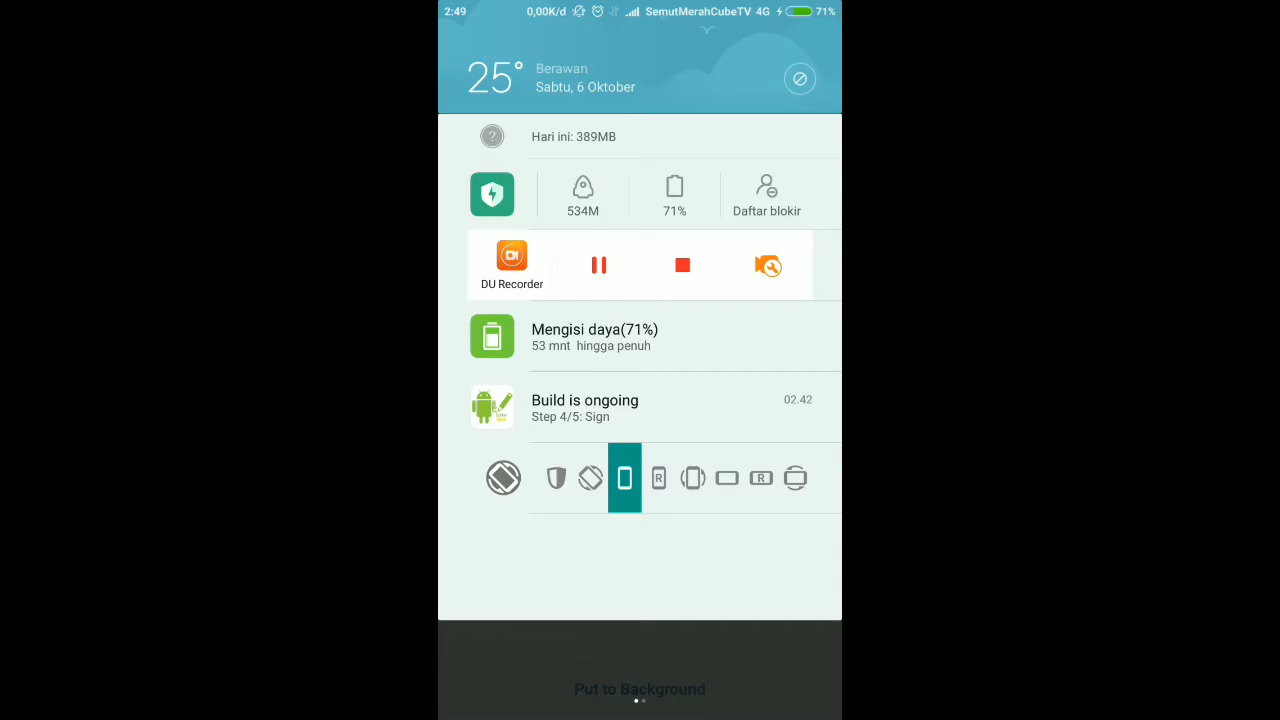 2:49 0,00K/d SemutMerahCubeTV 4G 71%
25° Berawan
Sabtu, 6 Oktober
? Hari ini: 389MB
534M 71% Daftar blokir
DU Recorder
Mengisi daya(71%)
53 mnt hingga penuh
Build is ongoing 02.42
Step 4/5: Sign
R R
Put to Background